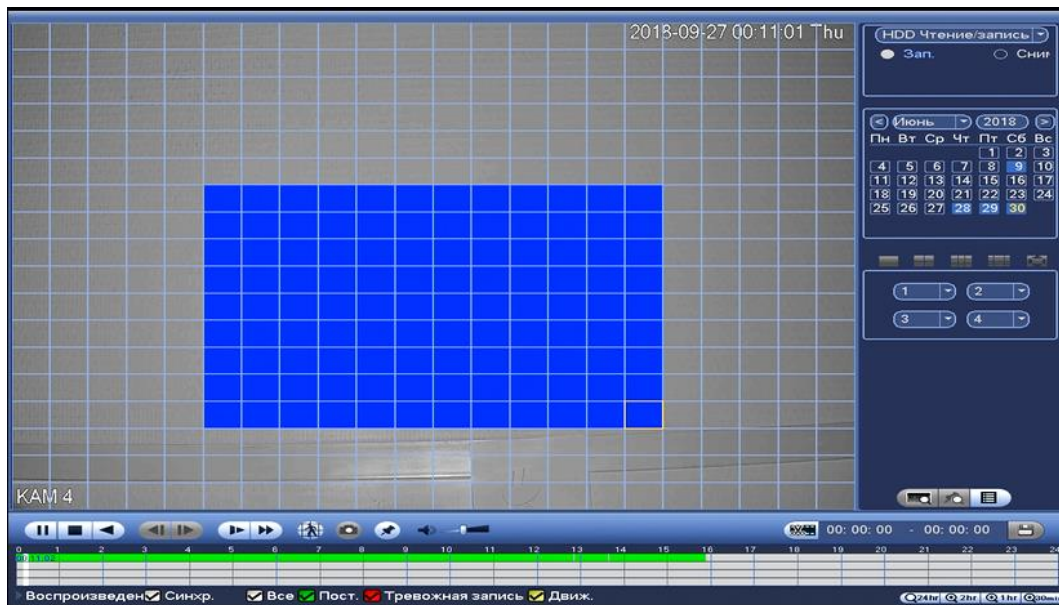 2018-09-27 00:11:01 Thu
HDD Чтение/запись
Зап. Сним
Июнь 2018
Пн Вт Ср Чт Пт Сб Вс
1 2 3
4 5 6 7 8 9 10
11 12 13 14 15 16 17
18 19 20 21 22 23 24
25 26 27 28 29 30
1 2
3 4
КАМ 4
00: 00: 00 - 00: 00: 00
0 1 2 3 4 5 6 7 8 9 10 11 12 13 14 15 16 17 18 19 20 21 22 23 24
00:11:02
Воспроизведен Синхр. Все Пост. Тревожная запись Движ.
24hr 2hr 1hr 30min